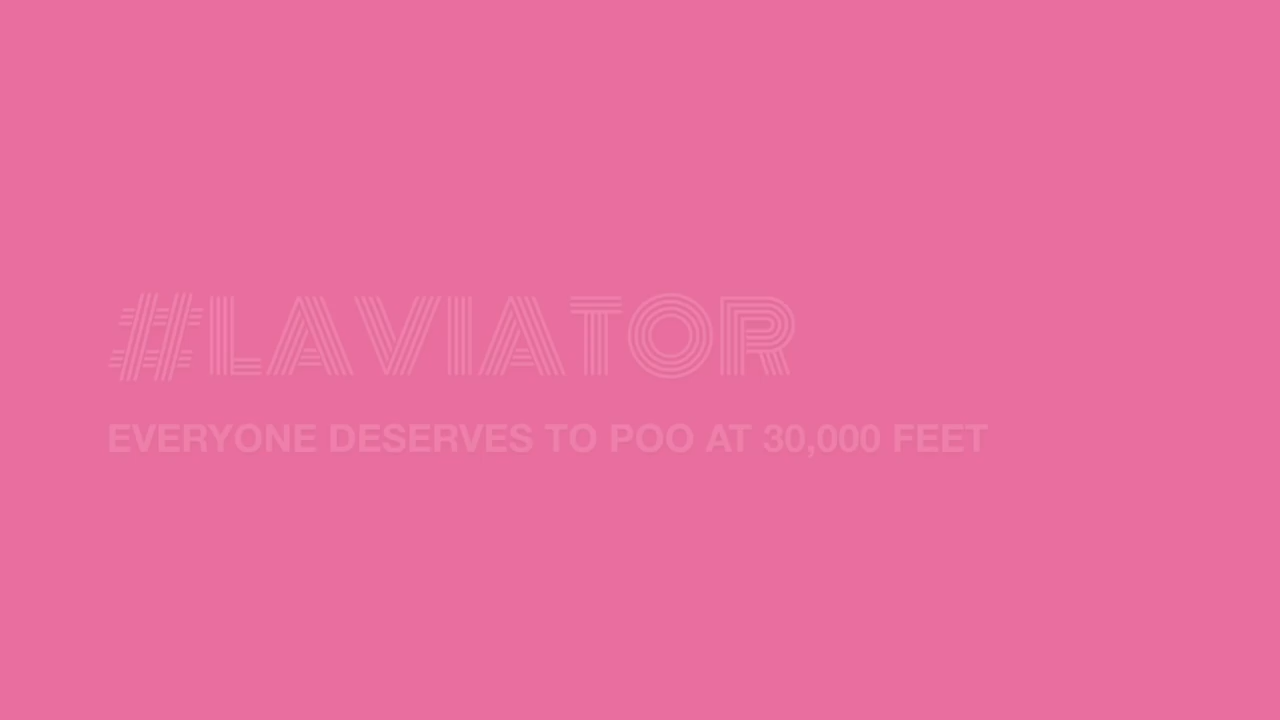 #LAVIATOR
EVERYONE DESERVES TO POO AT 30,000 FEET